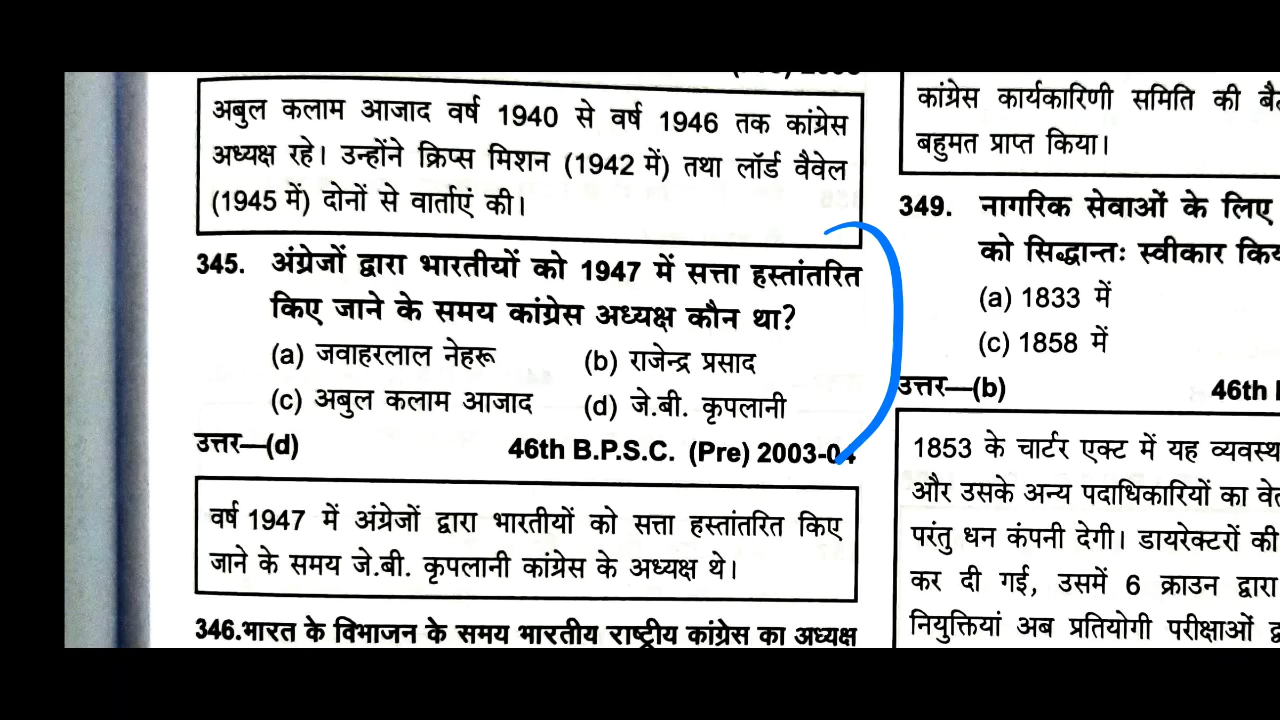 अबुल कलाम आजाद वर्ष 1940 से वर्ष 1946 तक कांग्रेस
अध्यक्ष रहे। उन्होंने क्रिप्स मिशन (1942 में) तथा लॉर्ड वैवेल
(1945 में) दोनों से वार्ताएं की।
345. अंग्रेजों द्वारा भारतीयों को 1947 में सत्ता हस्तांतरित
किए जाने के समय कांग्रेस अध्यक्ष कौन था?
(a) जवाहरलाल नेहरू (b) राजेन्द्र प्रसाद
(c) अबुल कलाम आजाद (d) जे.बी. कृपलानी
उत्तर—(d) 46th B.P.S.C. (Pre) 2003-04
वर्ष 1947 में अंग्रेजों द्वारा भारतीयों को सत्ता हस्तांतरित किए
जाने के समय जे.बी. कृपलानी कांग्रेस के अध्यक्ष थे।
346.भारत के विभाजन के समय भारतीय राष्ट्रीय कांग्रेस का अध्यक्ष
कांग्रेस कार्यकारिणी समिति की
बहुमत प्राप्त किया।
349. नागरिक सेवाओं के लिए
को सिद्धान्तः स्वीकार
(a) 1833 में
(c) 1858 में
उत्तर—(b) 46th
1853 के चार्टर एक्ट में यह
और उसके अन्य पदाधिकारियों का
परंतु धन कंपनी देगी। डायरेक्टरों की
कर दी गई, उसमें 6 क्राउन द्वारा
नियुक्तियां अब प्रतियोगी परीक्षाओं